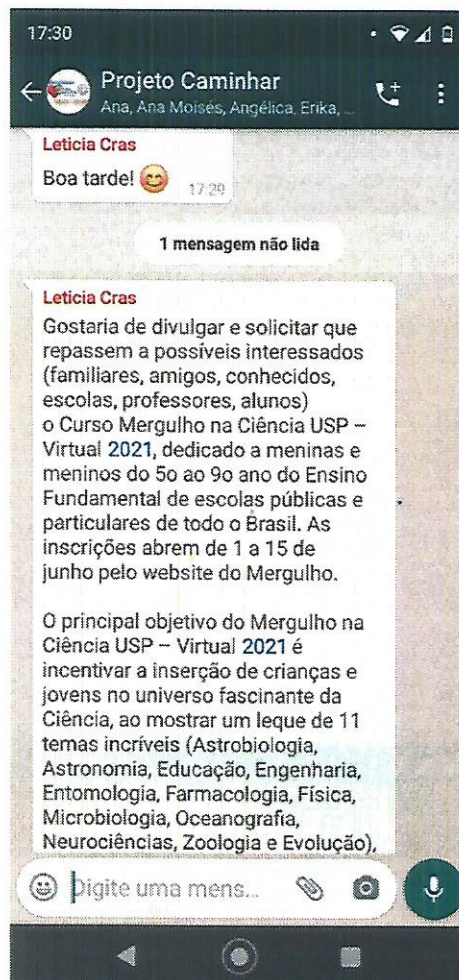 17:30
Projeto Caminhar
Ana, Ana Moisés, Angélica, Erika, ...
Leticia Cras
Boa tarde! 😊
17:29
1 mensagem não lida
Leticia Cras
Gostaria de divulgar e solicitar que
repassem a possíveis interessados
(familiares, amigos, conhecidos,
escolas, professores, alunos)
o Curso Mergulho na Ciência USP –
Virtual 2021, dedicado a meninas e
meninos do 5o ao 9o ano do Ensino
Fundamental de escolas públicas e
particulares de todo o Brasil. As
inscrições abrem de 1 a 15 de
junho pelo website do Mergulho.
O principal objetivo do Mergulho na
Ciência USP – Virtual 2021 é
incentivar a inserção de crianças e
jovens no universo fascinante da
Ciência, ao mostrar um leque de 11
temas incríveis (Astrobiologia,
Astronomia, Educação, Engenharia,
Entomologia, Farmacologia, Física,
Microbiologia, Oceanografia,
Neurociências, Zoologia e Evolução),
Digite uma mens...